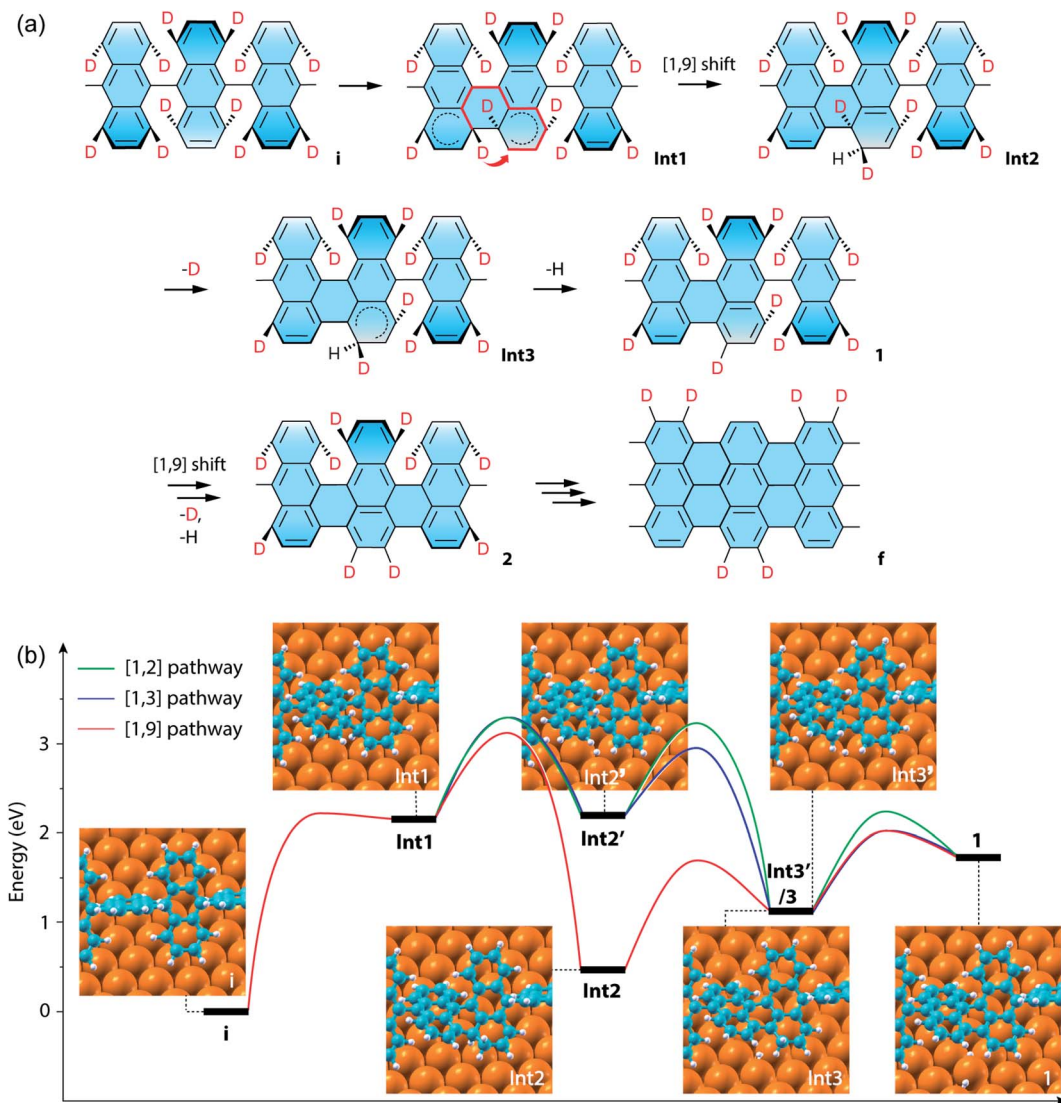 (a)
D D
D D D D
D D
D D D D
i
D D
D D D D
D D
D D D D
Int1
[1,9] shift
D D
D D D D
D D
D D D
H D
Int2
-D
D D
D D D D
D
D D D
H D
Int3
-H
D D
D D D D
D
D D D
D
1
[1,9] shift
-D,
-H
D D
D D D D
D D
D D
2
D D D D
D D
f
(b)
[1,2] pathway
[1,3] pathway
[1,9] pathway
Energy (eV)
3
2
1
0
Int1
Int2'
Int3'
Int1
Int2'
Int3'
/3
1
i
i
Int2
Int2
Int3
1